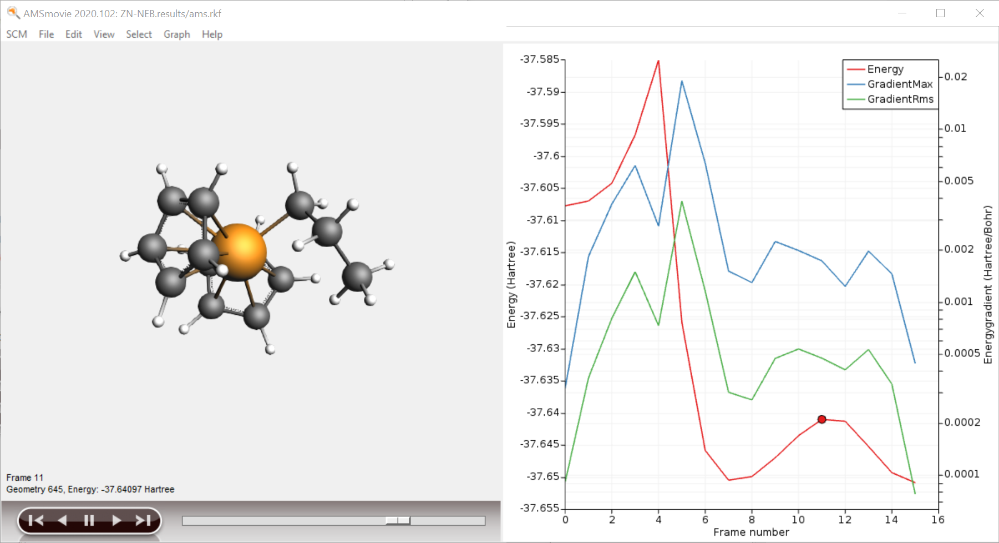 AMSmovie 2020.102: ZN-NEB.results/ams.rkf
SCM File Edit View Select Graph Help
Frame 11
Geometry 645, Energy: -37.64097 Hartree
-37.585
-37.59
-37.595
-37.6
-37.605
-37.61
-37.615
-37.62
-37.625
-37.63
-37.635
-37.64
-37.645
-37.65
-37.655
Energy (Hartree)
Energy
GradientMax
GradientRms
0.02
0.01
0.005
0.002
0.001
0.0005
0.0002
0.0001
Energygradient (Hartree/Bohr)
0 2 4 6 8 10 12 14 16
Frame number